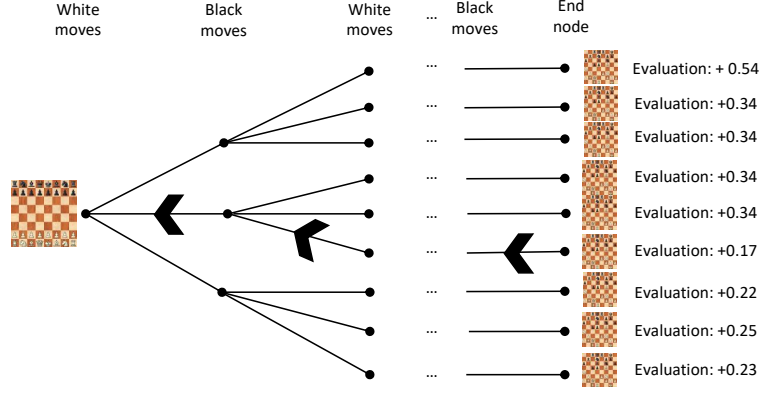 White
moves
Black
moves
White
moves
...
Black
moves
End
node
... Evaluation: + 0.54
... Evaluation: +0.34
... Evaluation: +0.34
... Evaluation: +0.34
... Evaluation: +0.34
... Evaluation: +0.17
... Evaluation: +0.22
... Evaluation: +0.25
... Evaluation: +0.23